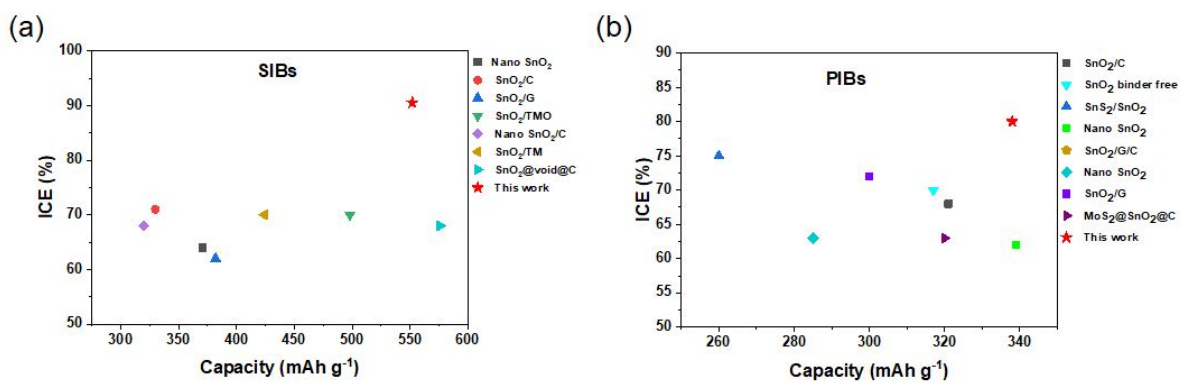 (a)
SIBs
ICE (%)
100
90
80
70
60
50
300
350
400
450
500
550
600
Capacity (mAh g⁻¹)
Nano SnO₂
SnO₂/C
SnO₂/G
SnO₂/TMO
Nano SnO₂/C
SnO₂/TM
SnO₂@void@C
This work
(b)
PIBs
ICE (%)
90
85
80
75
70
65
60
55
50
260
280
300
320
340
Capacity (mAh g⁻¹)
SnO₂/C
SnO₂ binder free
SnS₂/SnO₂
Nano SnO₂
SnO₂/G/C
Nano SnO₂
SnO₂/G
MoS₂@SnO₂@C
This work